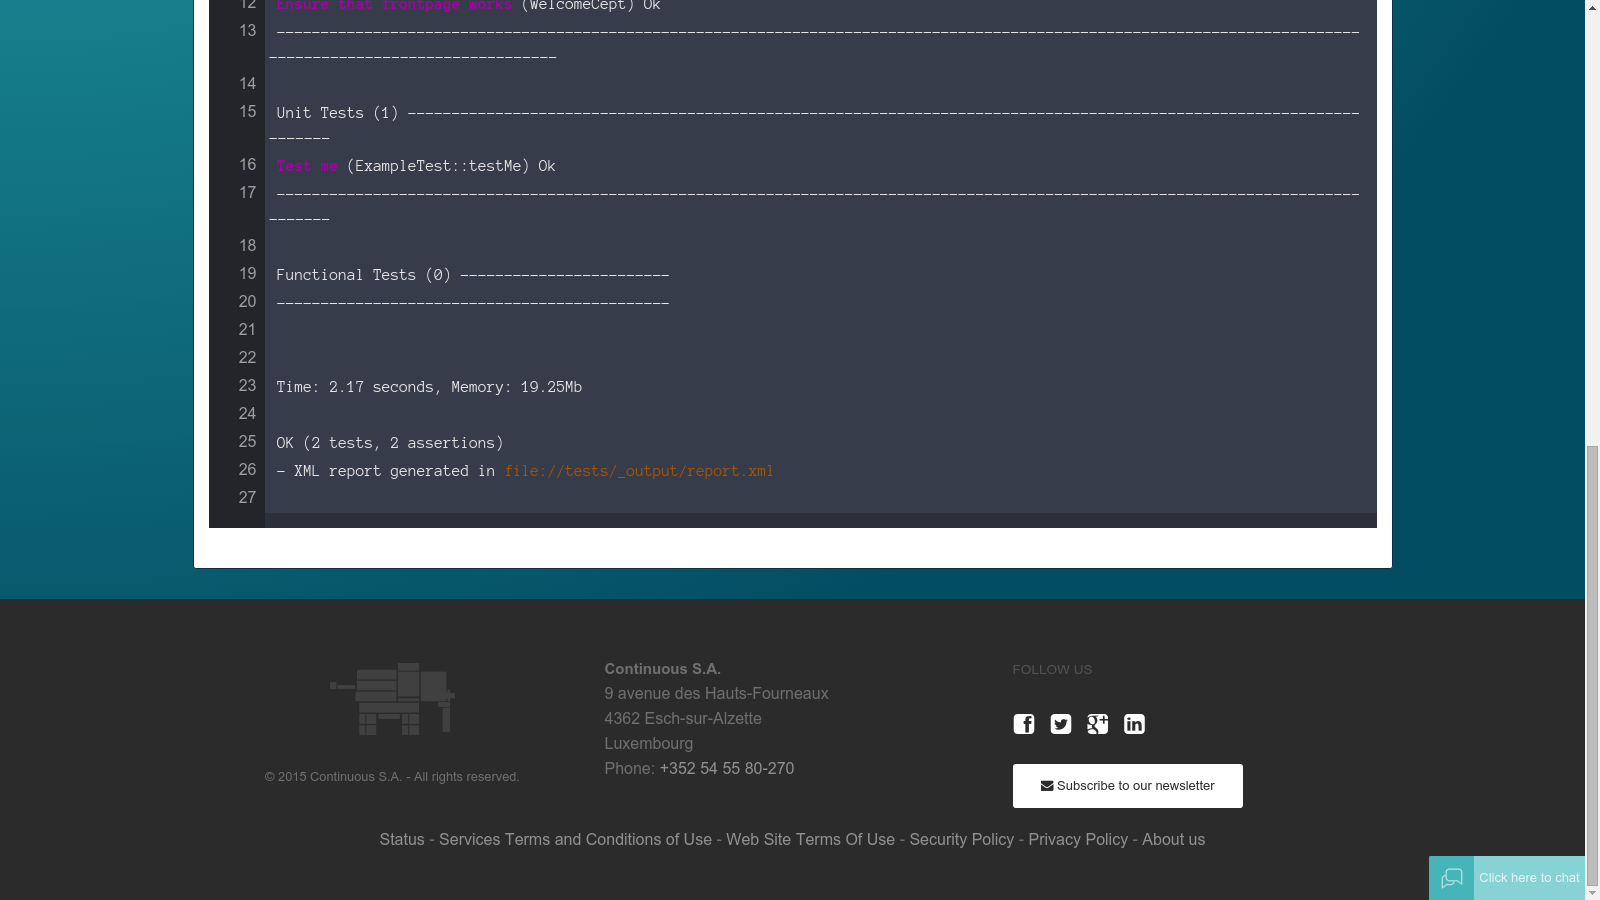 12 Ensure that frontpage works (WelcomeCept) Ok
13 ----------------------------------------------------------------------------------------------------------------------------
---------------------------------
14
15 Unit Tests (1) -------------------------------------------------------------------------------------------------------------
-------
16 Test me (ExampleTest::testMe) Ok
17 ----------------------------------------------------------------------------------------------------------------------------
-------
18
19 Functional Tests (0) ------------------------
20 ---------------------------------------------
21
22
23 Time: 2.17 seconds, Memory: 19.25Mb
24
25 OK (2 tests, 2 assertions)
26 - XML report generated in file://tests/_output/report.xml
27
© 2015 Continuous S.A. - All rights reserved.
Continuous S.A.
9 avenue des Hauts-Fourneaux
4362 Esch-sur-Alzette
Luxembourg
Phone: +352 54 55 80-270
FOLLOW US
Subscribe to our newsletter
Status - Services Terms and Conditions of Use - Web Site Terms Of Use - Security Policy - Privacy Policy - About us
Click here to chat